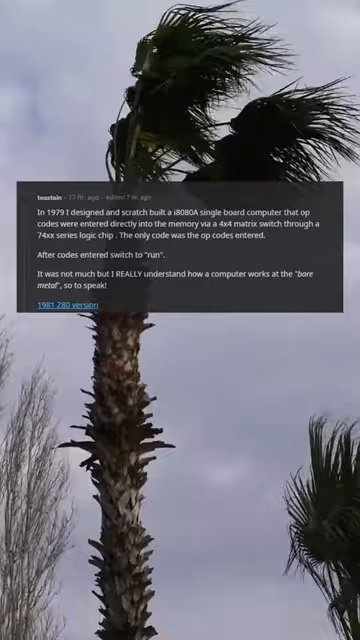 teastain · 17 hr. ago · edited 7 hr. ago
In 1979 I designed and scratch built a i8080A single board computer that op
codes were entered directly into the memory via a 4x4 matrix switch through a
74xx series logic chip . The only code was the op codes entered.
After codes entered switch to "run".
It was not much but I REALLY understand how a computer works at the "bare
metal", so to speak!
1981 Z80 version